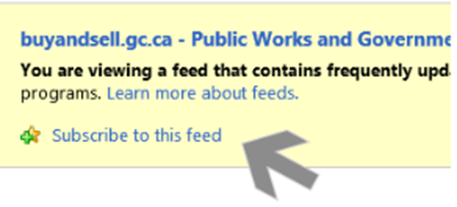 buyandsell.gc.ca - Public Works and Governme
You are viewing a feed that contains frequently upd
programs. Learn more about feeds.
Subscribe to this feed